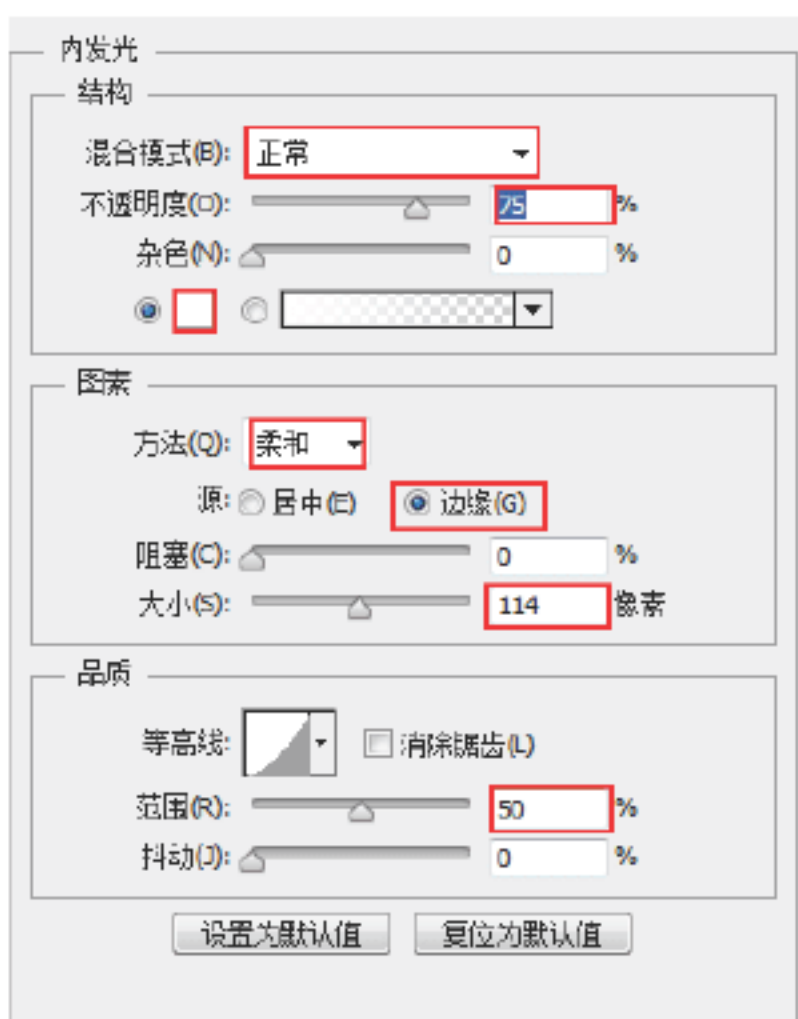 内发光
结构
混合模式(B): 正常
不透明度(O): 75 %
杂色(N): 0 %
图素
方法(Q): 柔和
源: 居中(E) 边缘(G)
阻塞(C): 0 %
大小(S): 114 像素
品质
等高线: 消除锯齿(L)
范围(R): 50 %
抖动(J): 0 %
设置为默认值 复位为默认值